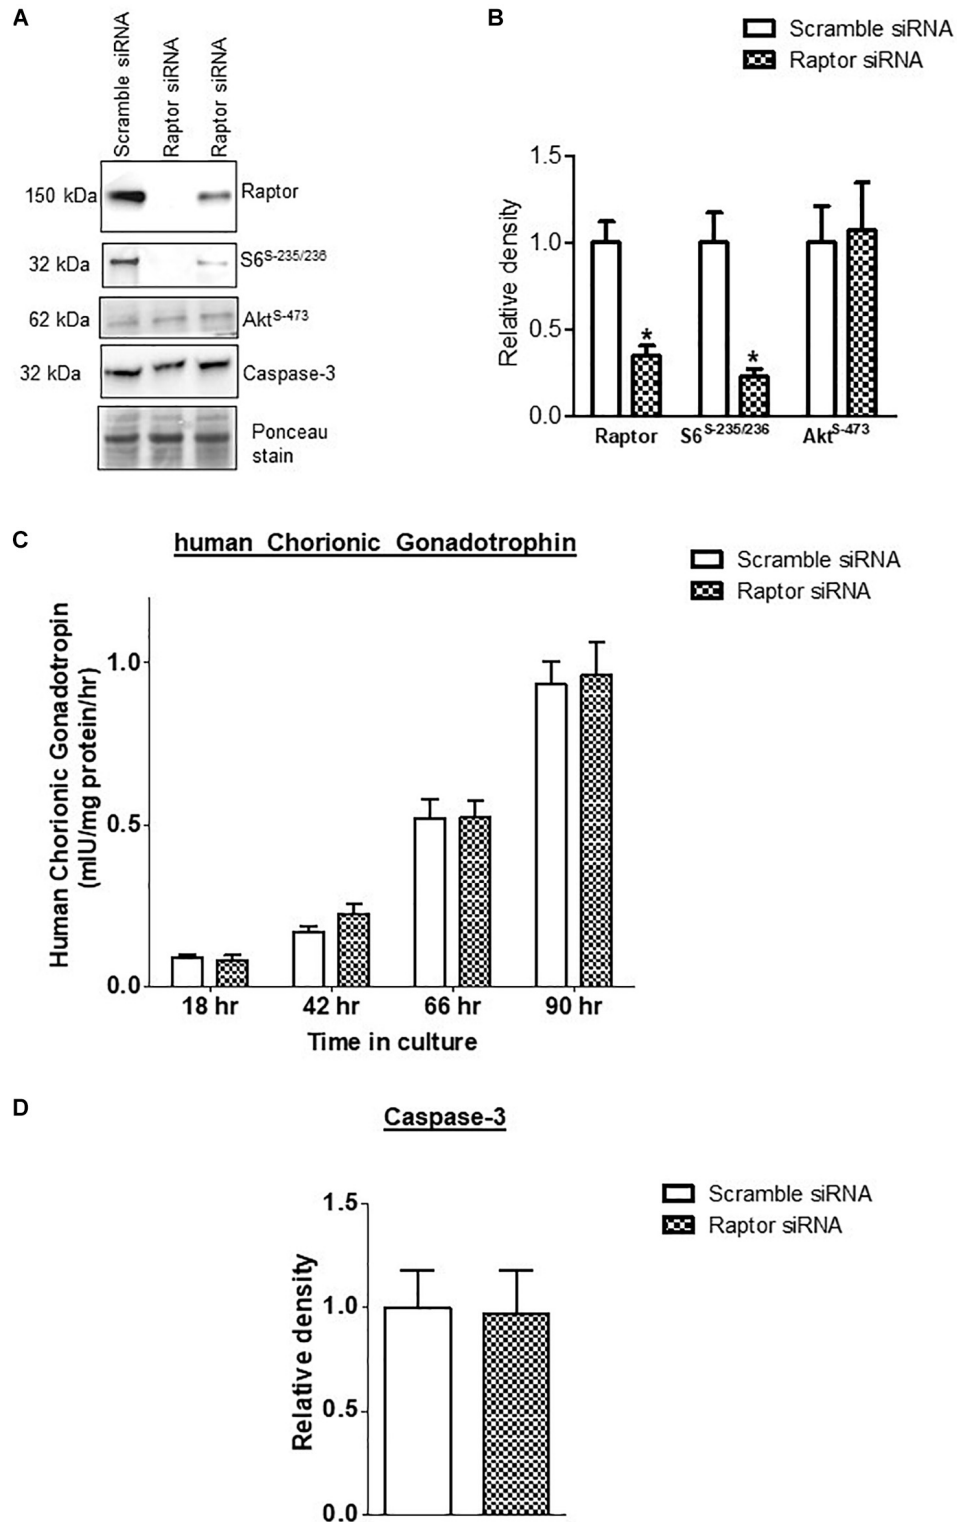 A
Scramble siRNA
Raptor siRNA
Raptor siRNA
150 kDa
Raptor
32 kDa
S6S-235/236
62 kDa
AktS-473
32 kDa
Caspase-3
Ponceau
stain
B
Scramble siRNA
Raptor siRNA
Relative density
1.5
1.0
0.5
0.0
*
*
Raptor
S6S-235/236
AktS-473
C
human Chorionic Gonadotrophin
Scramble siRNA
Raptor siRNA
Human Chorionic Gonadotropin
(mIU/mg protein/hr)
1.0
0.5
0.0
18 hr
42 hr
66 hr
90 hr
Time in culture
D
Caspase-3
Scramble siRNA
Raptor siRNA
Relative density
1.5
1.0
0.5
0.0